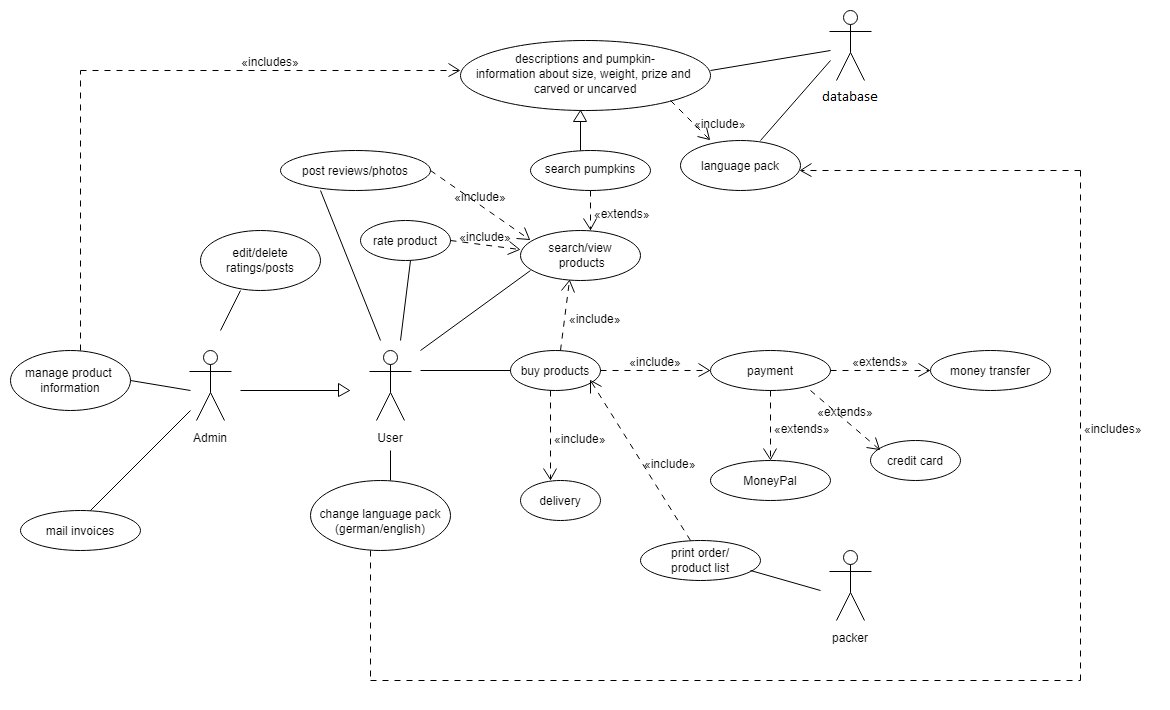 «includes»
descriptions and pumpkin-
information about size, weight, prize and
carved or uncarved
database
«include»
language pack
post reviews/photos
search pumpkins
«include»
«extends»
rate product
«include»
search/view
products
edit/delete
ratings/posts
«include»
manage product
information
buy products
«include»
payment
«extends»
money transfer
«extends»
«extends»
«includes»
Admin
User
«include»
credit card
«include»
MoneyPal
delivery
change language pack
(german/english)
mail invoices
print order/
product list
packer